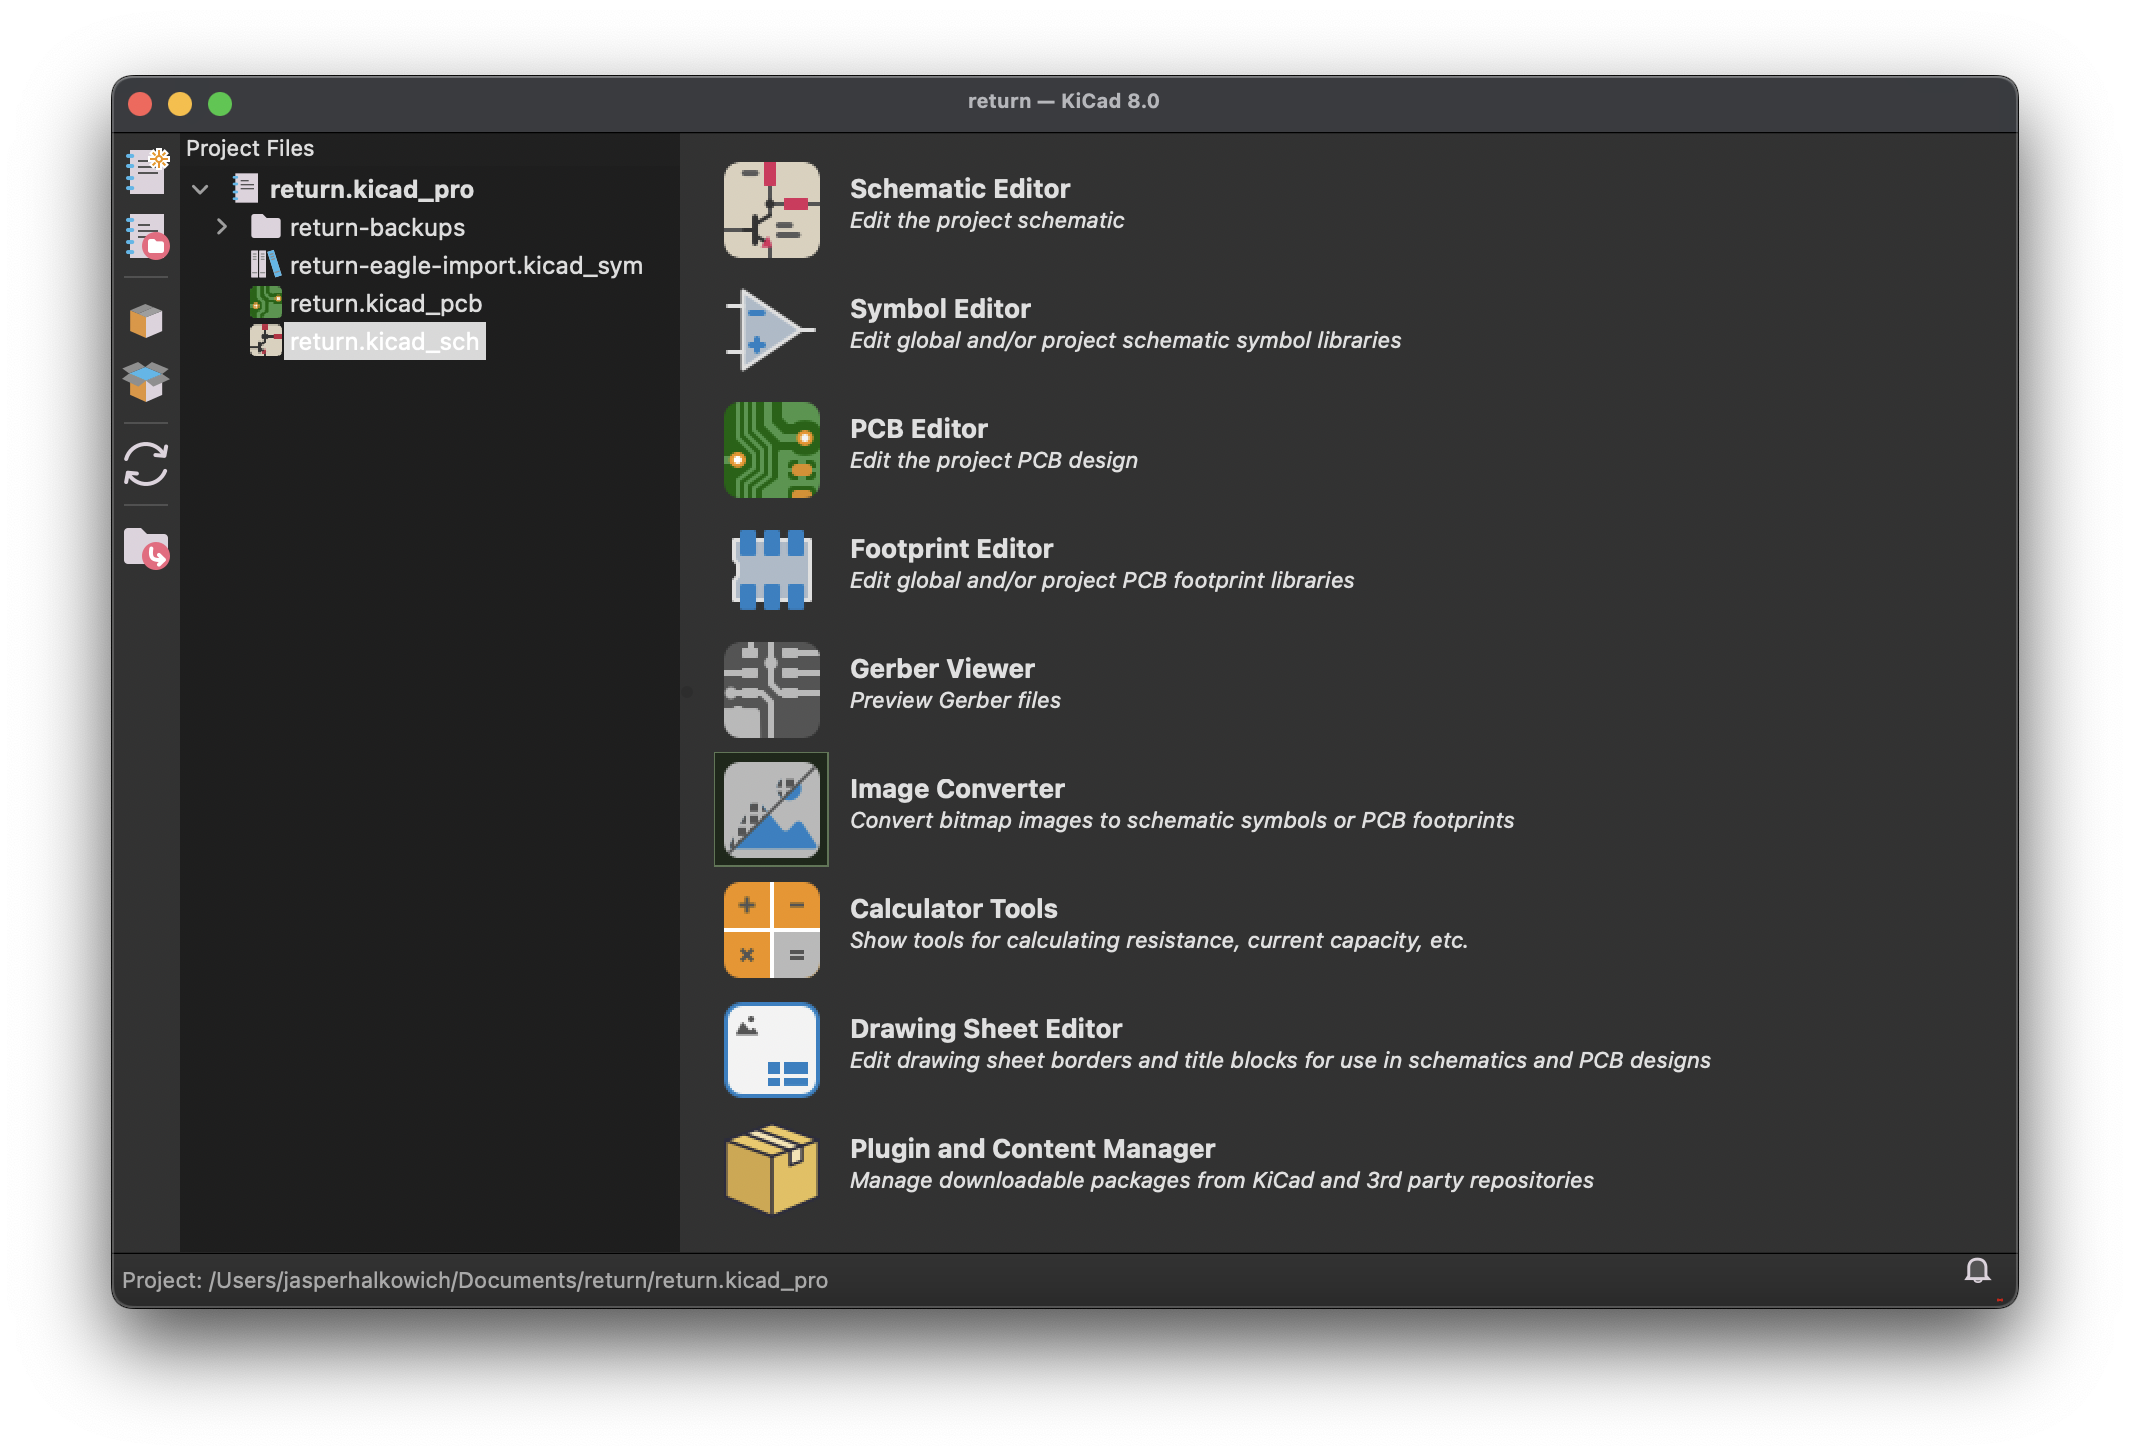 return — KiCad 8.0
Project Files
return.kicad_pro
return-backups
return-eagle-import.kicad_sym
return.kicad_pcb
return.kicad_sch
Schematic Editor
Edit the project schematic
Symbol Editor
Edit global and/or project schematic symbol libraries
PCB Editor
Edit the project PCB design
Footprint Editor
Edit global and/or project PCB footprint libraries
Gerber Viewer
Preview Gerber files
Image Converter
Convert bitmap images to schematic symbols or PCB footprints
Calculator Tools
Show tools for calculating resistance, current capacity, etc.
Drawing Sheet Editor
Edit drawing sheet borders and title blocks for use in schematics and PCB designs
Plugin and Content Manager
Manage downloadable packages from KiCad and 3rd party repositories
Project: /Users/jasperhalkowich/Documents/return/return.kicad_pro